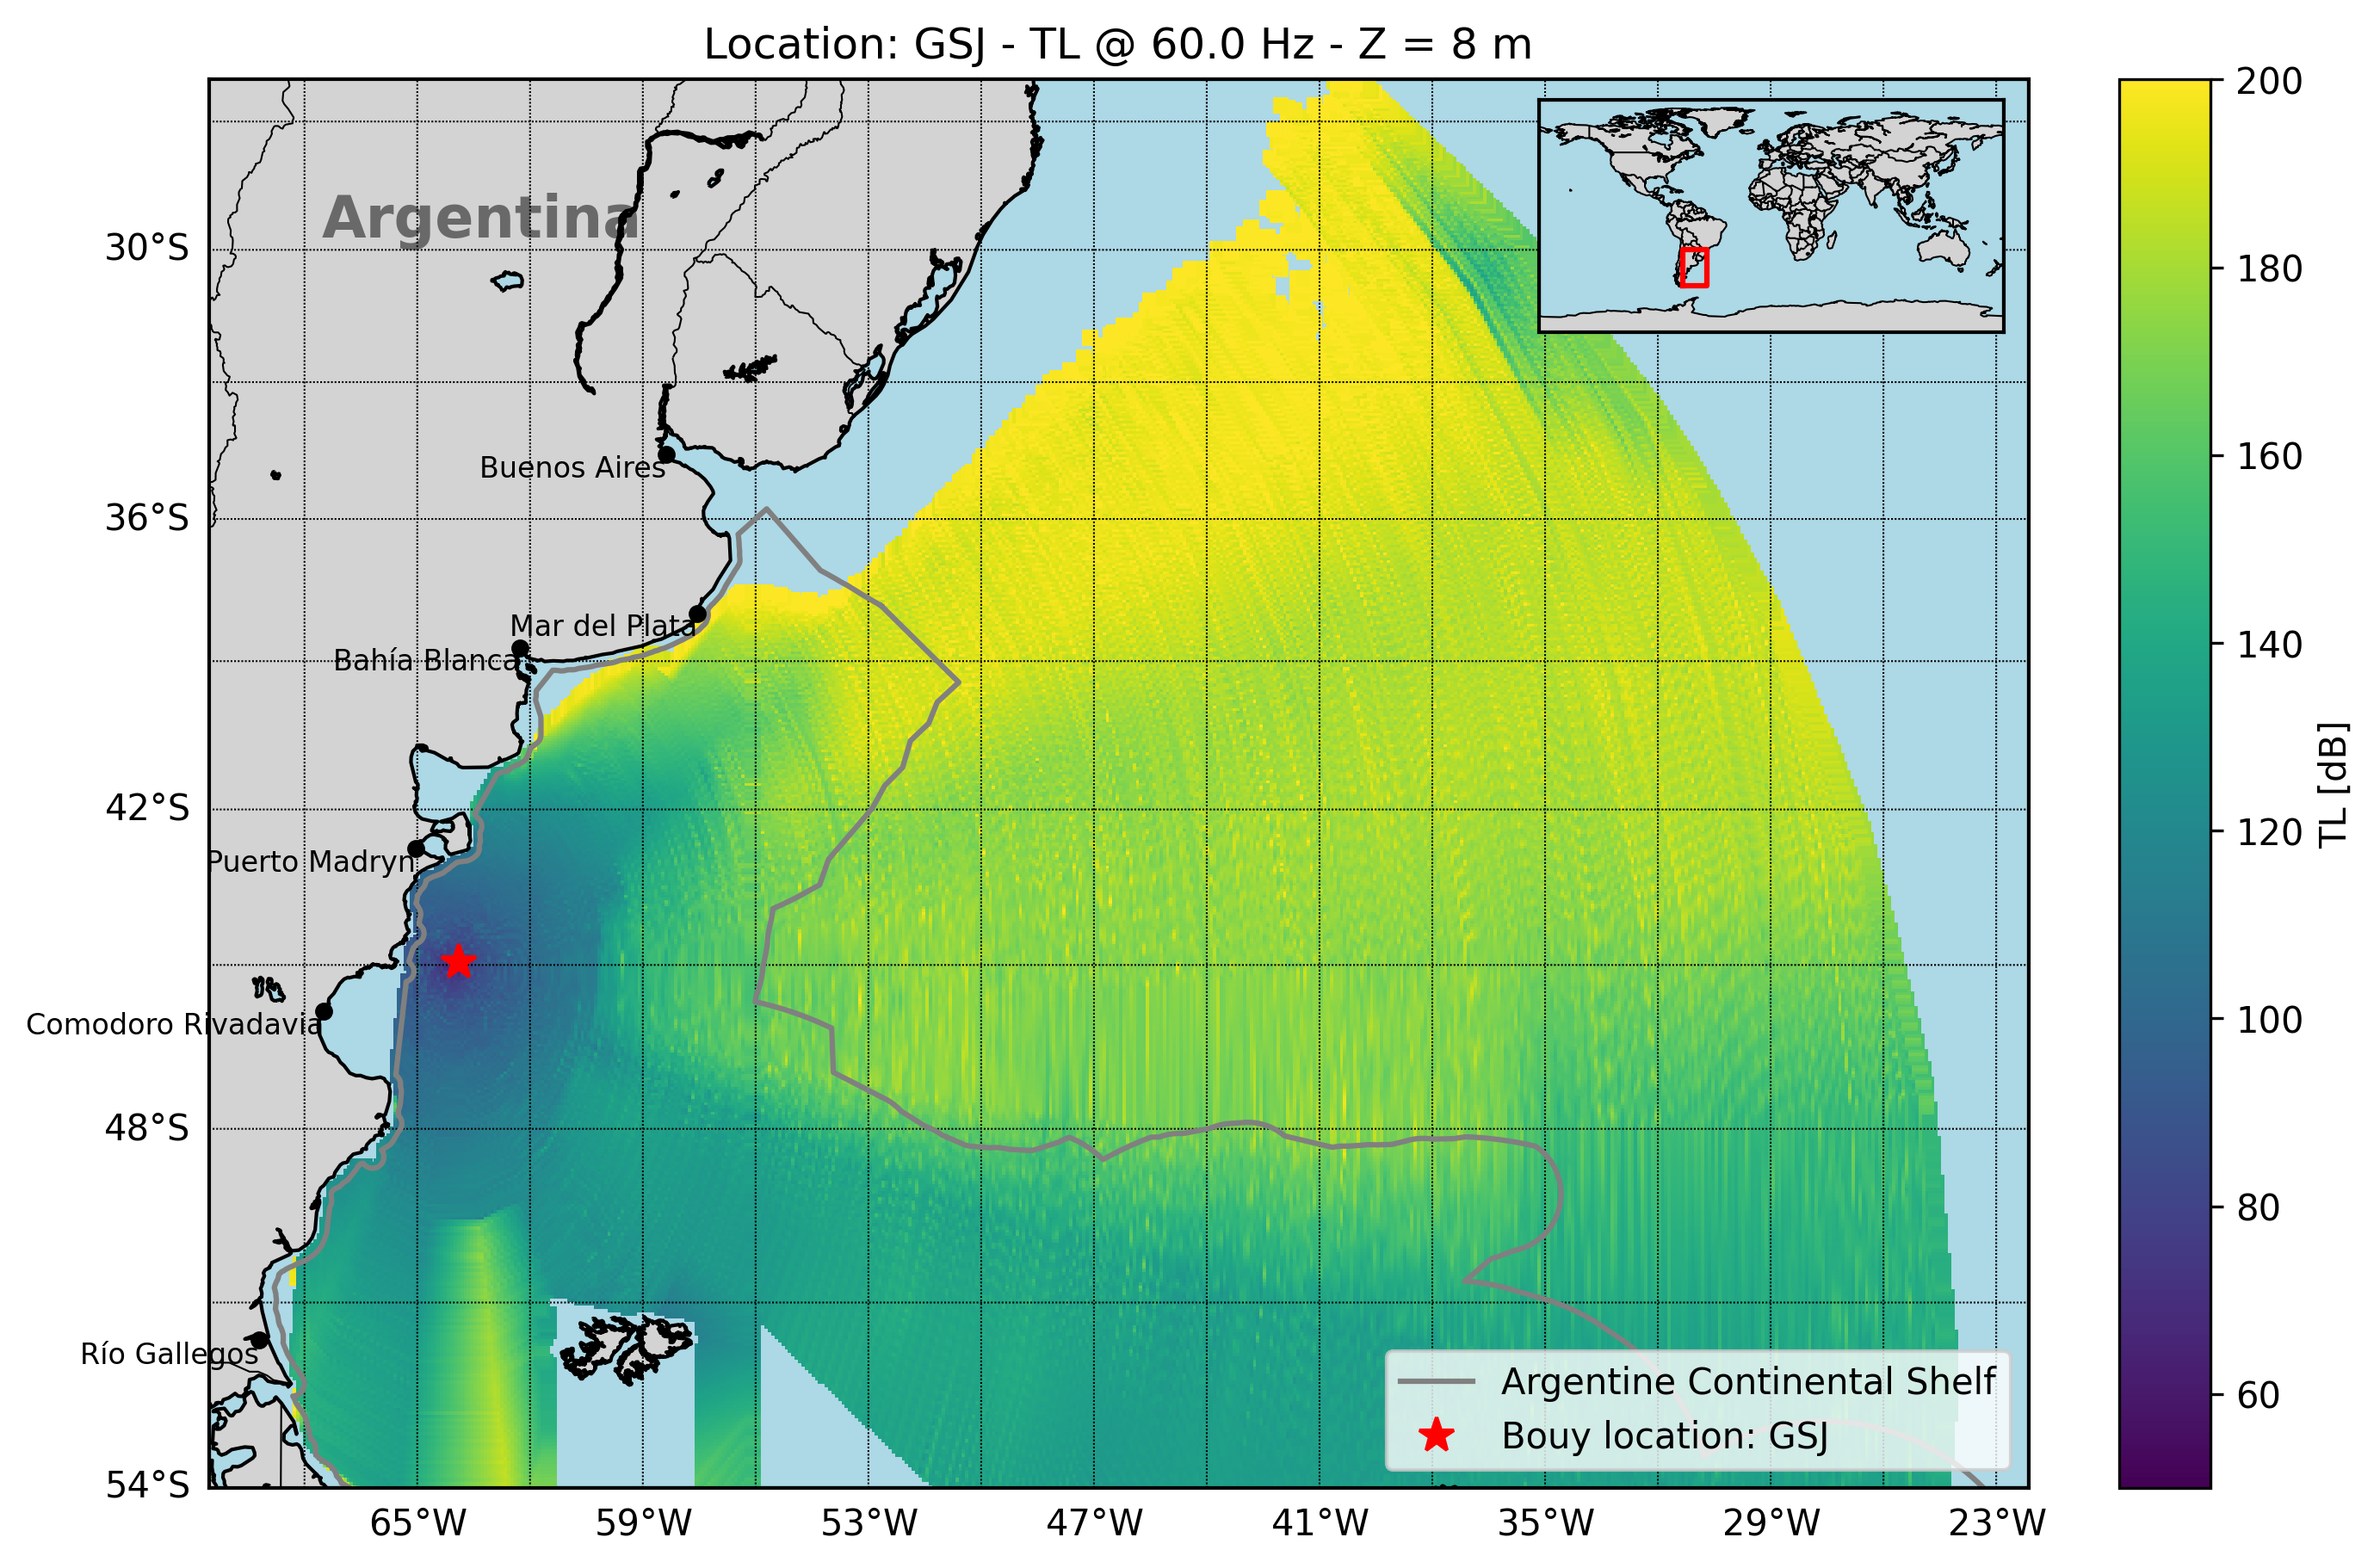 Location: GSJ - TL @ 60.0 Hz - Z = 8 m
Argentina
Buenos Aires
Mar del Plata
Bahía Blanca
Puerto Madryn
Comodoro Rivadavia
Río Gallegos
30°S
36°S
42°S
48°S
54°S
65°W
59°W
53°W
47°W
41°W
35°W
29°W
23°W
Argentine Continental Shelf
Bouy location: GSJ
200
180
160
140
120
100
80
60
TL [dB]